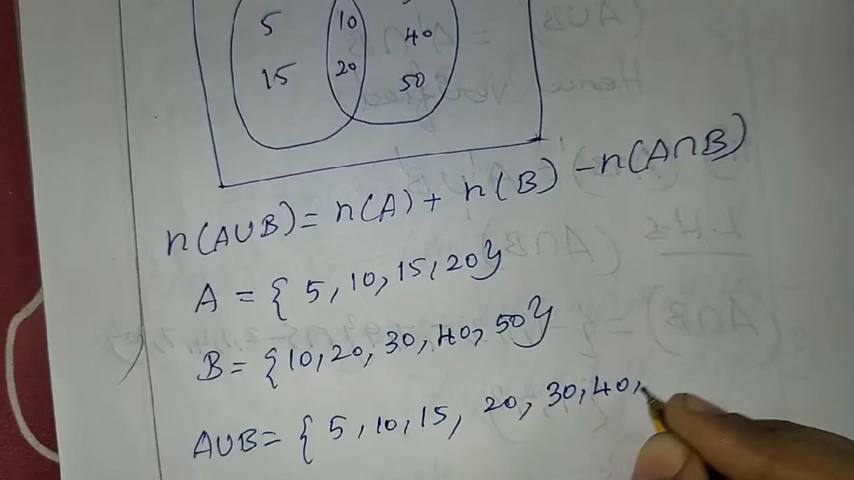 5 10 40
15 20 50
n(A∪B) = n(A) + n(B) - n(A∩B)
A = { 5, 10, 15, 20}
B = {10, 20, 30, 40, 50}
A∪B = { 5, 10, 15, 20, 30, 40,